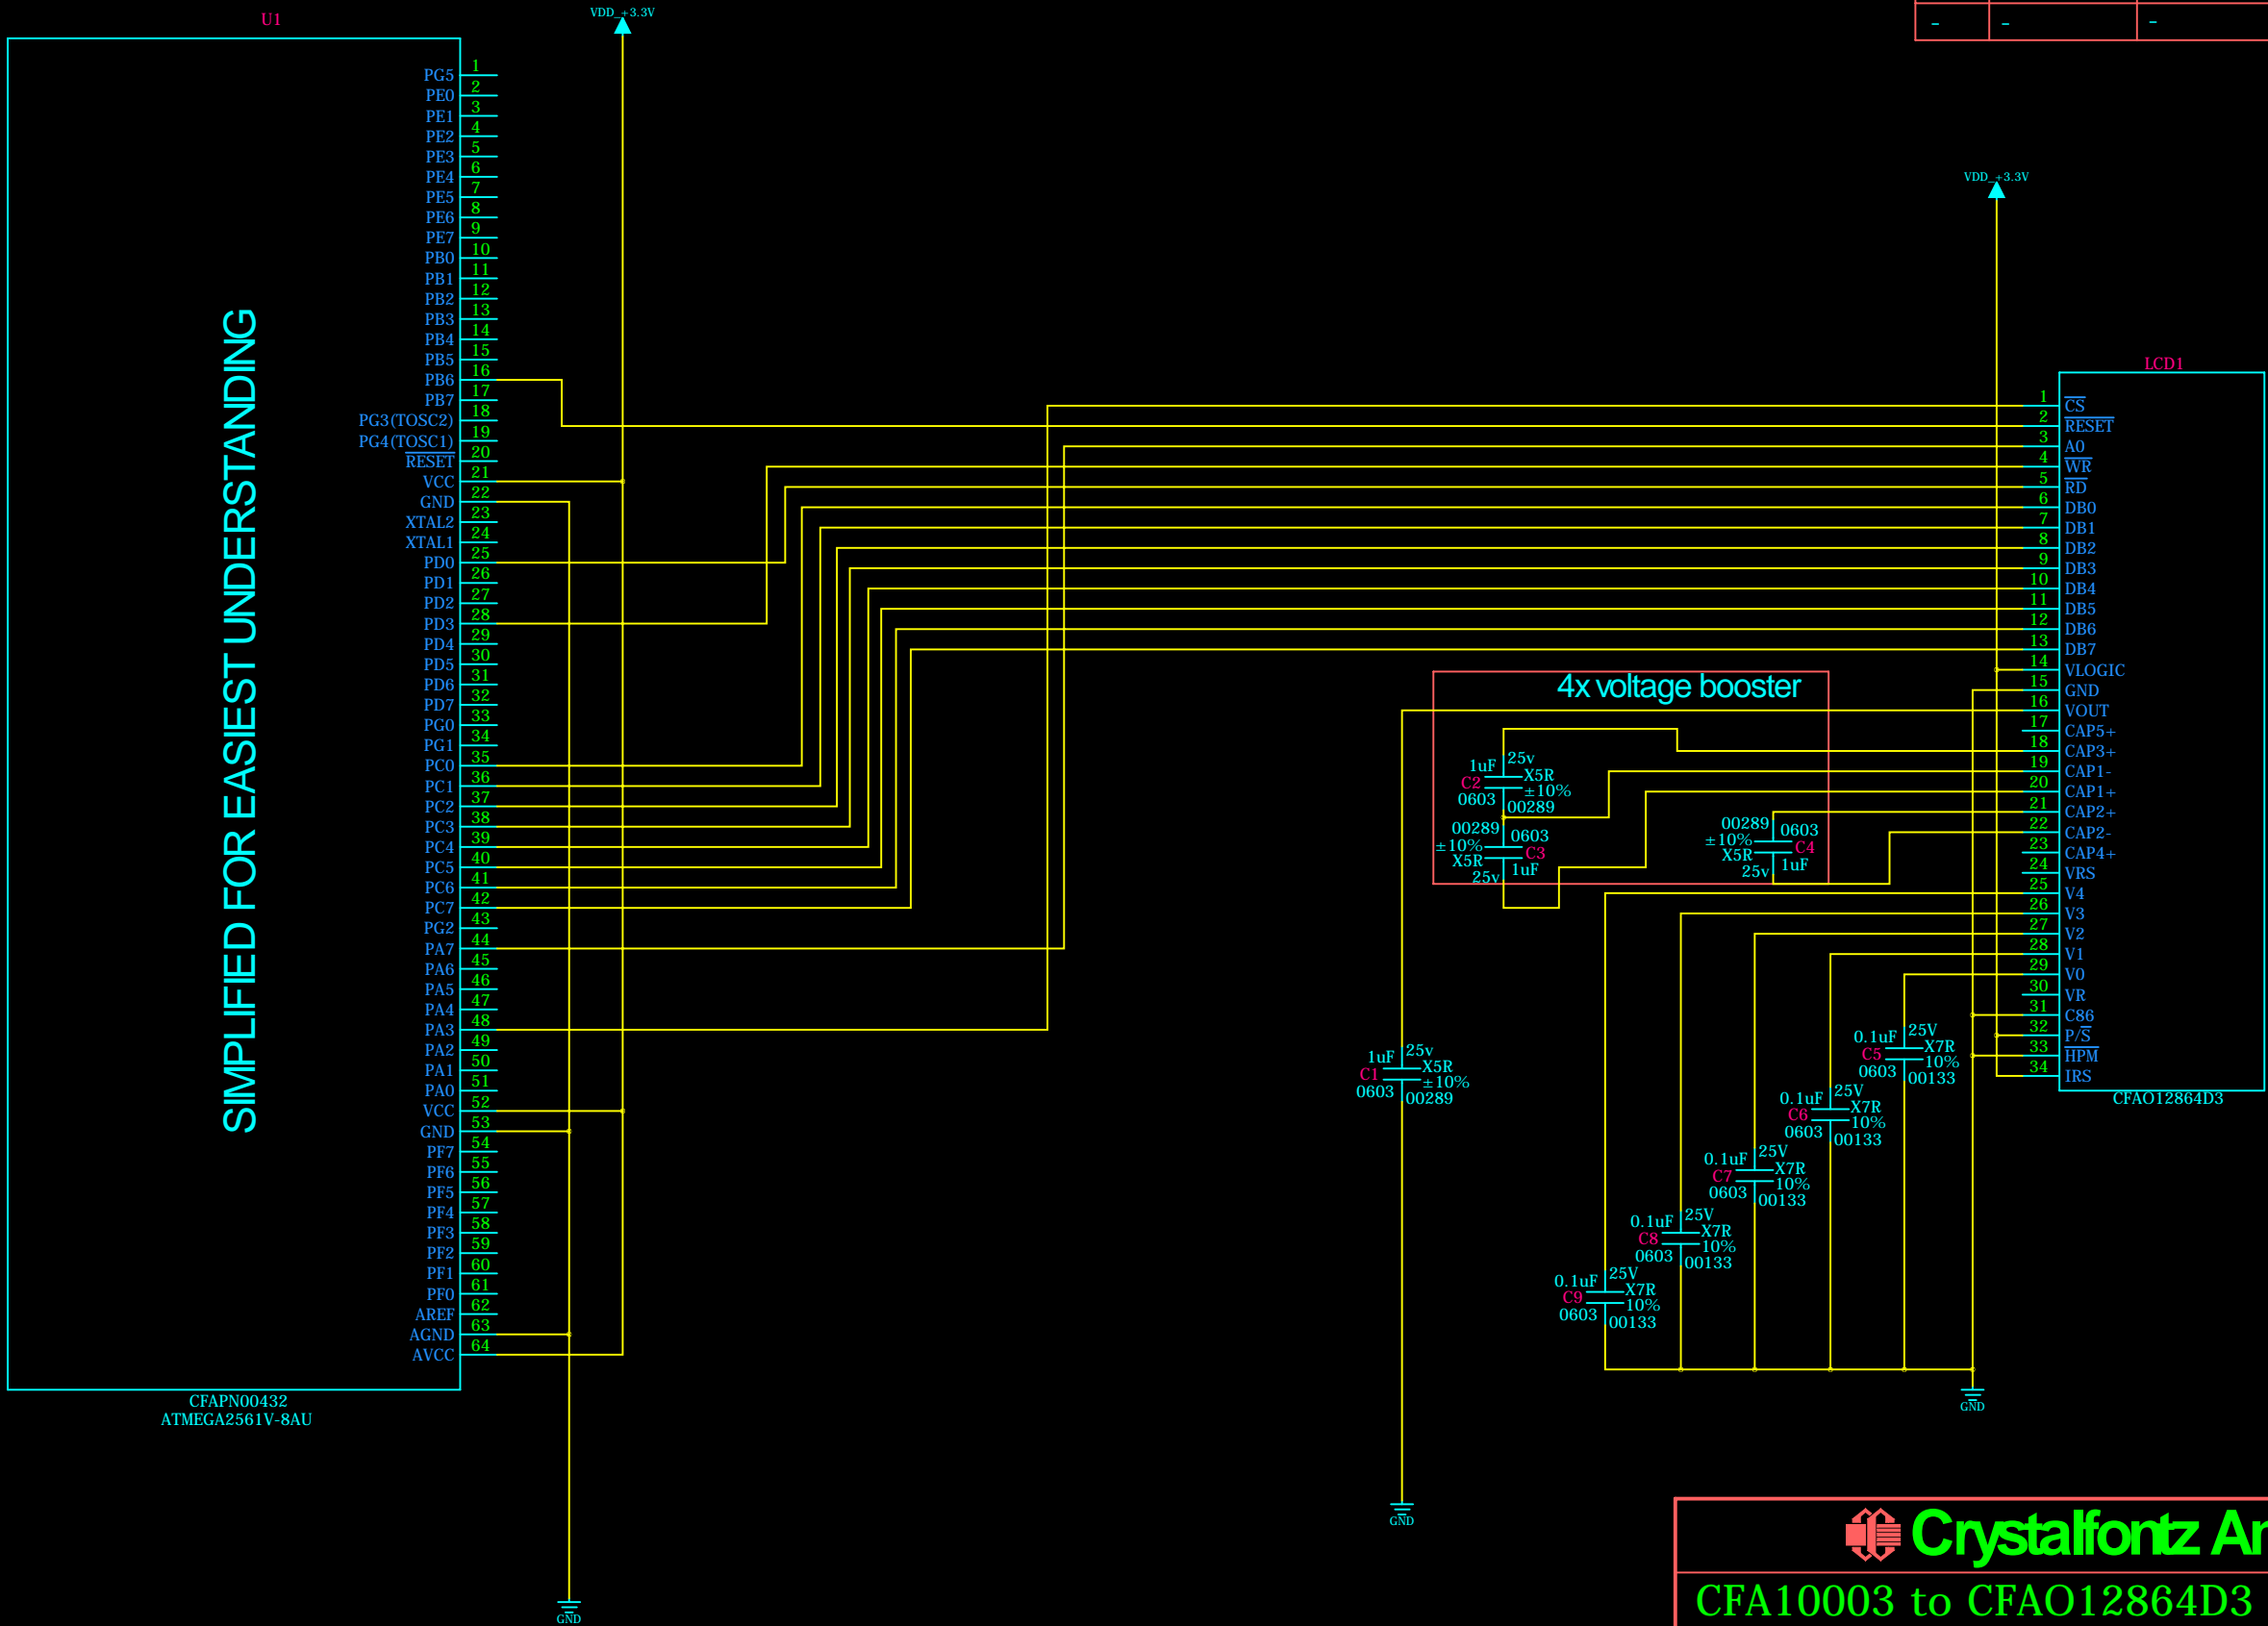 U1
VDD_+3.3V
- - -
PG5 1
PE0 2
PE1 3
PE2 4
PE3 5
PE4 6
PE5 7
PE6 8
PE7 9
PB0 10
PB1 11
PB2 12
PB3 13
PB4 14
PB5 15
PB6 16
PB7 17
PG3(TOSC2) 18
PG4(TOSC1) 19
RESET 20
VCC 21
GND 22
XTAL2 23
XTAL1 24
PD0 25
PD1 26
PD2 27
PD3 28
PD4 29
PD5 30
PD6 31
PD7 32
PG0 33
PG1 34
PC0 35
PC1 36
PC2 37
PC3 38
PC4 39
PC5 40
PC6 41
PC7 42
PG2 43
PA7 44
PA6 45
PA5 46
PA4 47
PA3 48
PA2 49
PA1 50
PA0 51
VCC 52
GND 53
PF7 54
PF6 55
PF5 56
PF4 57
PF3 58
PF2 59
PF1 60
PF0 61
AREF 62
AGND 63
AVCC 64
SIMPLIFIED FOR EASIEST UNDERSTANDING
CFAPN00432
ATMEGA2561V-8AU
GND
VDD_+3.3V
LCD1
1 CS
2 RESET
3 A0
4 WR
5 RD
6 DB0
7 DB1
8 DB2
9 DB3
10 DB4
11 DB5
12 DB6
13 DB7
14 VLOGIC
15 GND
16 VOUT
17 CAP5+
18 CAP3+
19 CAP1-
20 CAP1+
21 CAP2+
22 CAP2-
23 CAP4+
24 VRS
25 V4
26 V3
27 V2
28 V1
29 V0
30 VR
31 C86
32 P/S
33 HPM
34 IRS
CFAO12864D3
4x voltage booster
1uF 25v
C2 X5R
±10%
0603 00289
00289 0603
±10% C3
X5R 1uF
25v
00289 0603
±10% C4
X5R 1uF
25v
1uF 25v
C1 X5R
±10%
0603 00289
GND
0.1uF 25V
C5 X7R
10%
0603 00133
0.1uF 25V
C6 X7R
10%
0603 00133
0.1uF 25V
C7 X7R
10%
0603 00133
0.1uF 25V
C8 X7R
10%
0603 00133
0.1uF 25V
C9 X7R
10%
0603 00133
GND
Crystalfontz
CFA10003 to CFAO12864D3